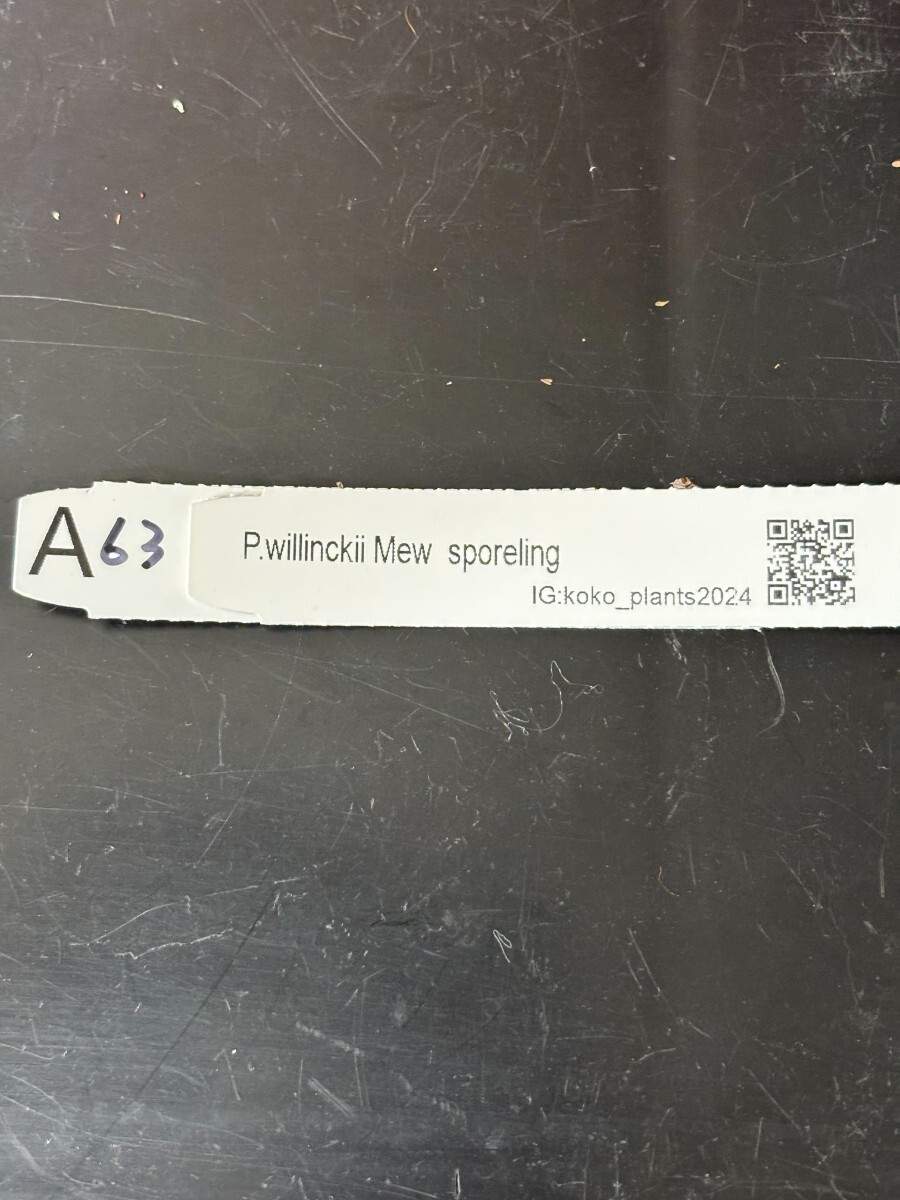 A63
P.willinckii Mew sporeling
IG:koko_plants2024